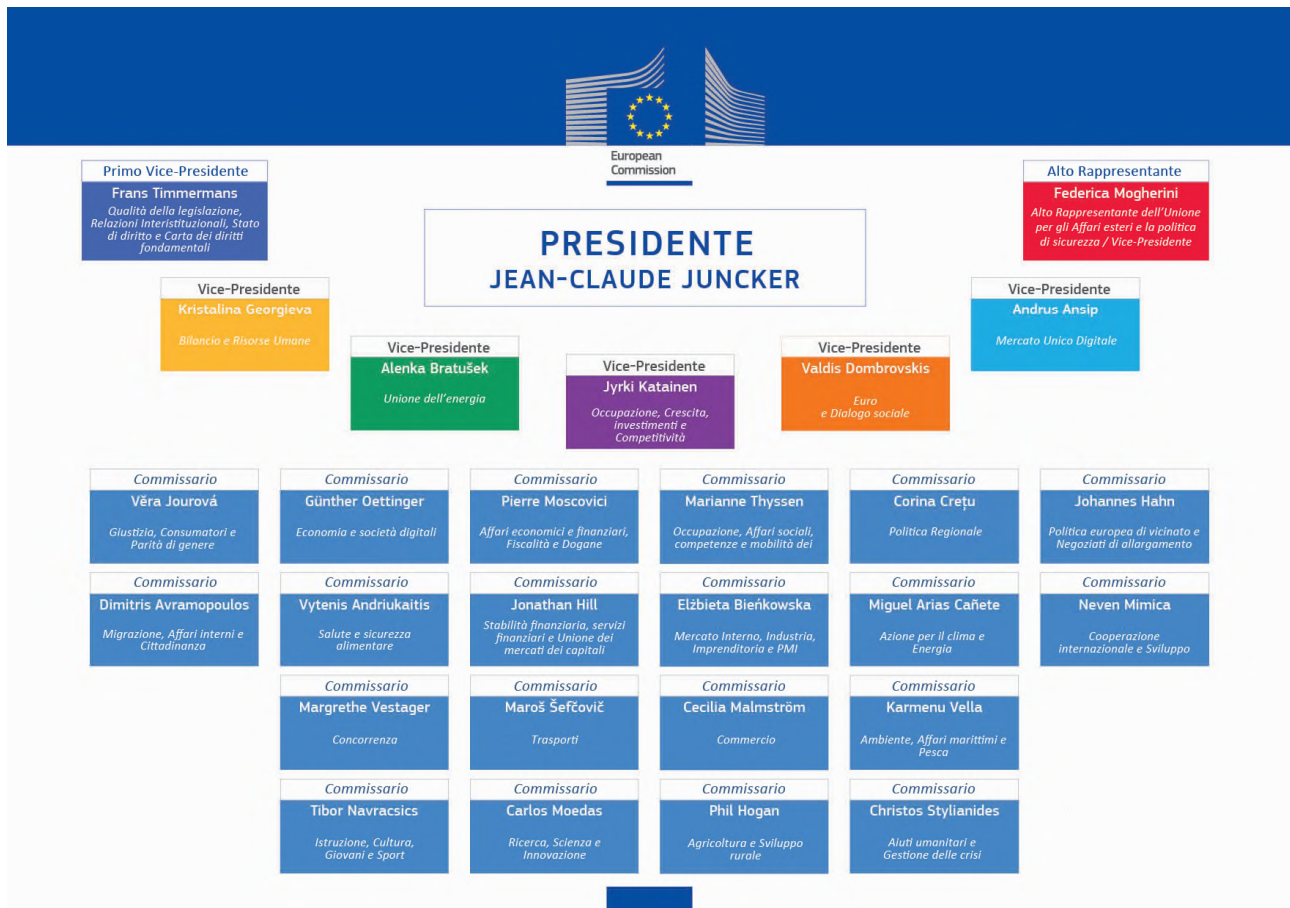 European
Commission
Primo Vice-Presidente
Frans Timmermans
Qualità della legislazione,
Relazioni Interistituzionali, Stato
di diritto e Carta dei diritti
fondamentali
Alto Rappresentante
Federica Mogherini
Alto Rappresentante dell'Unione
per gli Affari esteri e la politica
di sicurezza / Vice-Presidente
PRESIDENTE
JEAN-CLAUDE JUNCKER
Vice-Presidente
Kristalina Georgieva
Bilancio e Risorse Umane
Vice-Presidente
Alenka Bratušek
Unione dell'energia
Vice-Presidente
Jyrki Katainen
Occupazione, Crescita,
investimenti e
Competitività
Vice-Presidente
Valdis Dombrovskis
Euro
e Dialogo sociale
Vice-Presidente
Andrus Ansip
Mercato Unico Digitale
Commissario
Věra Jourová
Giustizia, Consumatori e
Parità di genere
Commissario
Günther Oettinger
Economia e società digitali
Commissario
Pierre Moscovici
Affari economici e finanziari,
Fiscalità e Dogane
Commissario
Marianne Thyssen
Occupazione, Affari sociali,
competenze e mobilità dei
Commissario
Corina Crețu
Politica Regionale
Commissario
Johannes Hahn
Politica europea di vicinato e
Negoziati di allargamento
Commissario
Dimitris Avramopoulos
Migrazione, Affari interni e
Cittadinanza
Commissario
Vytenis Andriukaitis
Salute e sicurezza
alimentare
Commissario
Jonathan Hill
Stabilità finanziaria, servizi
finanziari e Unione dei
mercati dei capitali
Commissario
Elżbieta Bieńkowska
Mercato Interno, Industria,
Imprenditoria e PMI
Commissario
Miguel Arias Cañete
Azione per il clima e
Energia
Commissario
Neven Mimica
Cooperazione
internazionale e Sviluppo
Commissario
Margrethe Vestager
Concorrenza
Commissario
Maroš Šefčovič
Trasporti
Commissario
Cecilia Malmström
Commercio
Commissario
Karmenu Vella
Ambiente, Affari marittimi e
Pesca
Commissario
Tibor Navracsics
Istruzione, Cultura,
Giovani e Sport
Commissario
Carlos Moedas
Ricerca, Scienza e
Innovazione
Commissario
Phil Hogan
Agricoltura e Sviluppo
rurale
Commissario
Christos Stylianides
Aiuti umanitari e
Gestione delle crisi